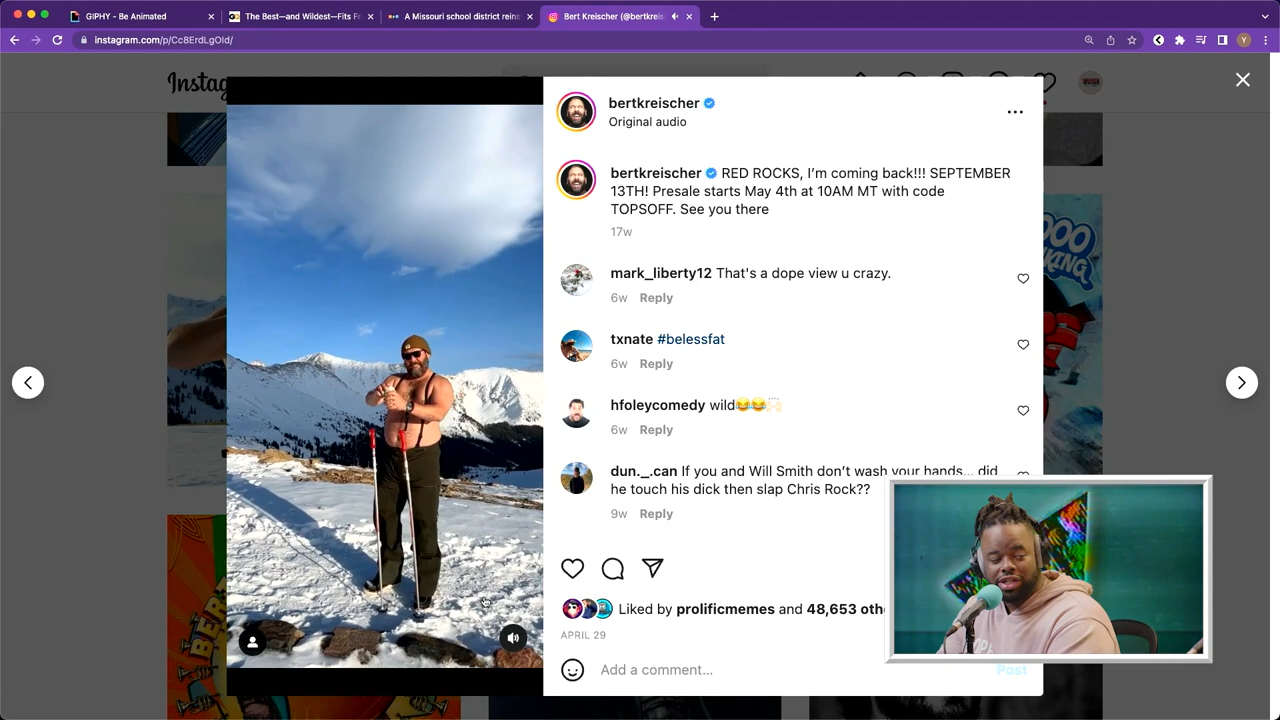 GIPHY - Be Animated
The Best—and Wildest—Fits Fr
A Missouri school district reins
Bert Kreischer (@bertkreis
instagram.com/p/Cc8ErdLgOId/
Y
Instag
bertkreischer
Original audio
bertkreischer RED ROCKS, I’m coming back!!! SEPTEMBER
13TH! Presale starts May 4th at 10AM MT with code
TOPSOFF. See you there
17w
mark_liberty12 That's a dope view u crazy.
6w Reply
txnate #belessfat
6w Reply
hfoleycomedy wild😂😂🙌🏻
6w Reply
dun._.can If you and Will Smith don’t wash your hands... did
he touch his dick then slap Chris Rock??
9w Reply
Liked by prolificmemes and 48,653 oth
APRIL 29
Add a comment...
Post